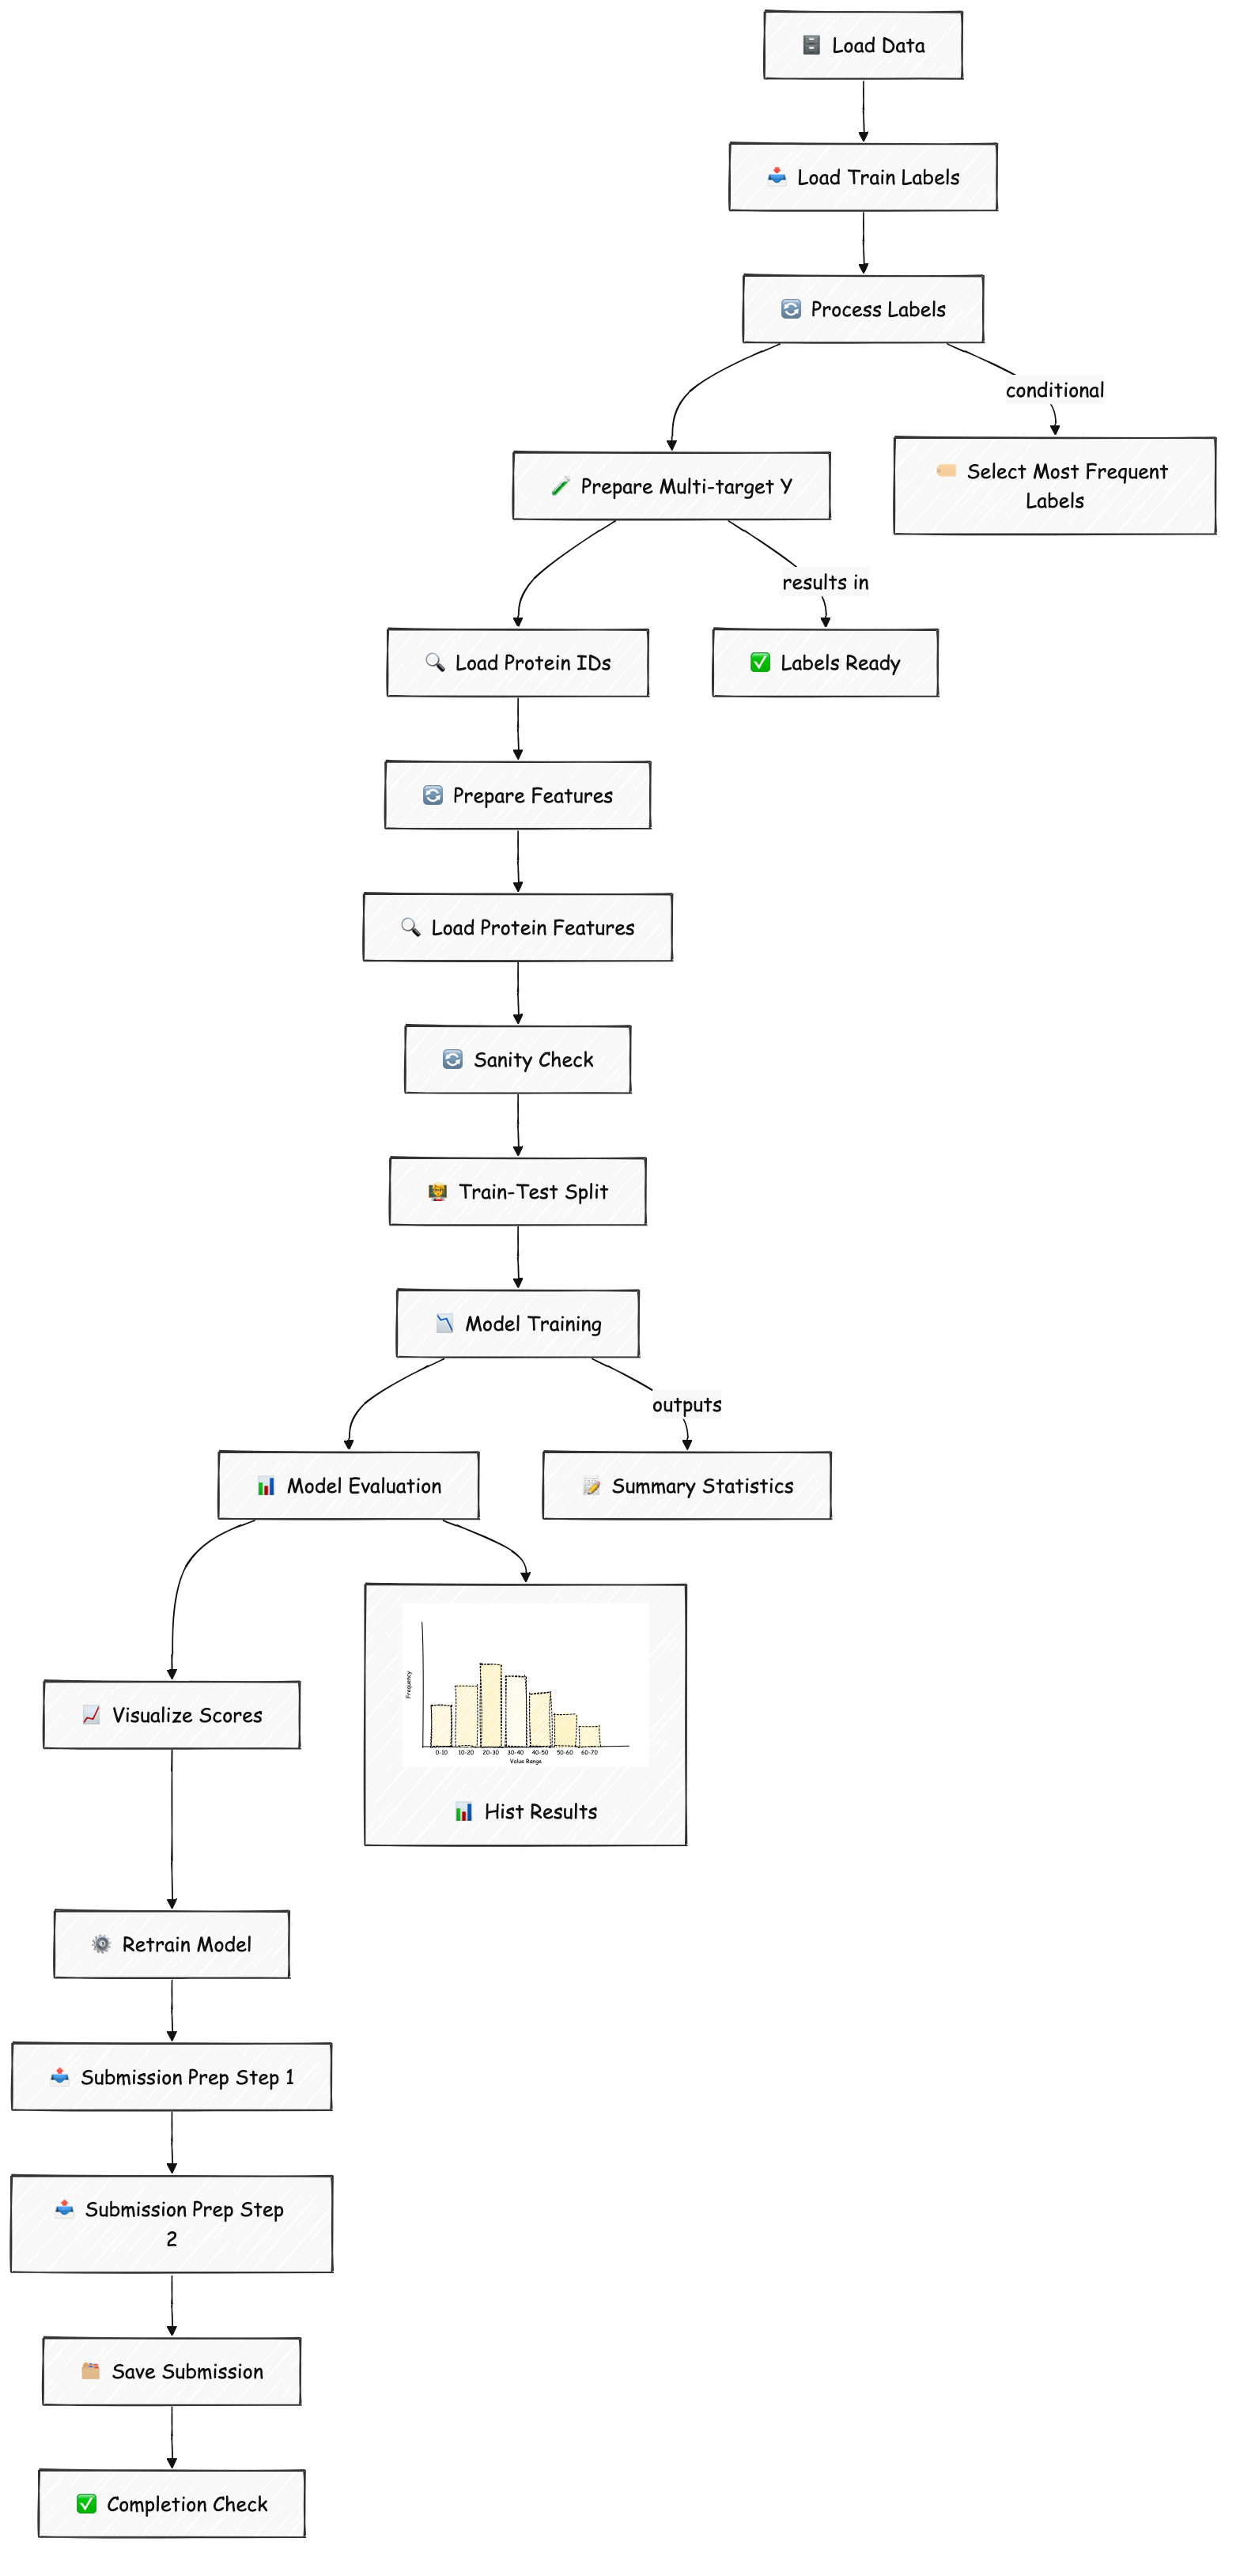 Load Data
Load Train Labels
Process Labels
conditional
Prepare Multi-target Y
Select Most Frequent
Labels
results in
Load Protein IDs
Labels Ready
Prepare Features
Load Protein Features
Sanity Check
Train-Test Split
Model Training
outputs
Model Evaluation
Summary Statistics
Visualize Scores
Frequency
0-10 10-20 20-30 30-40 40-50 50-60 60-70
Value Range
Hist Results
Retrain Model
Submission Prep Step 1
Submission Prep Step
2
Save Submission
Completion Check